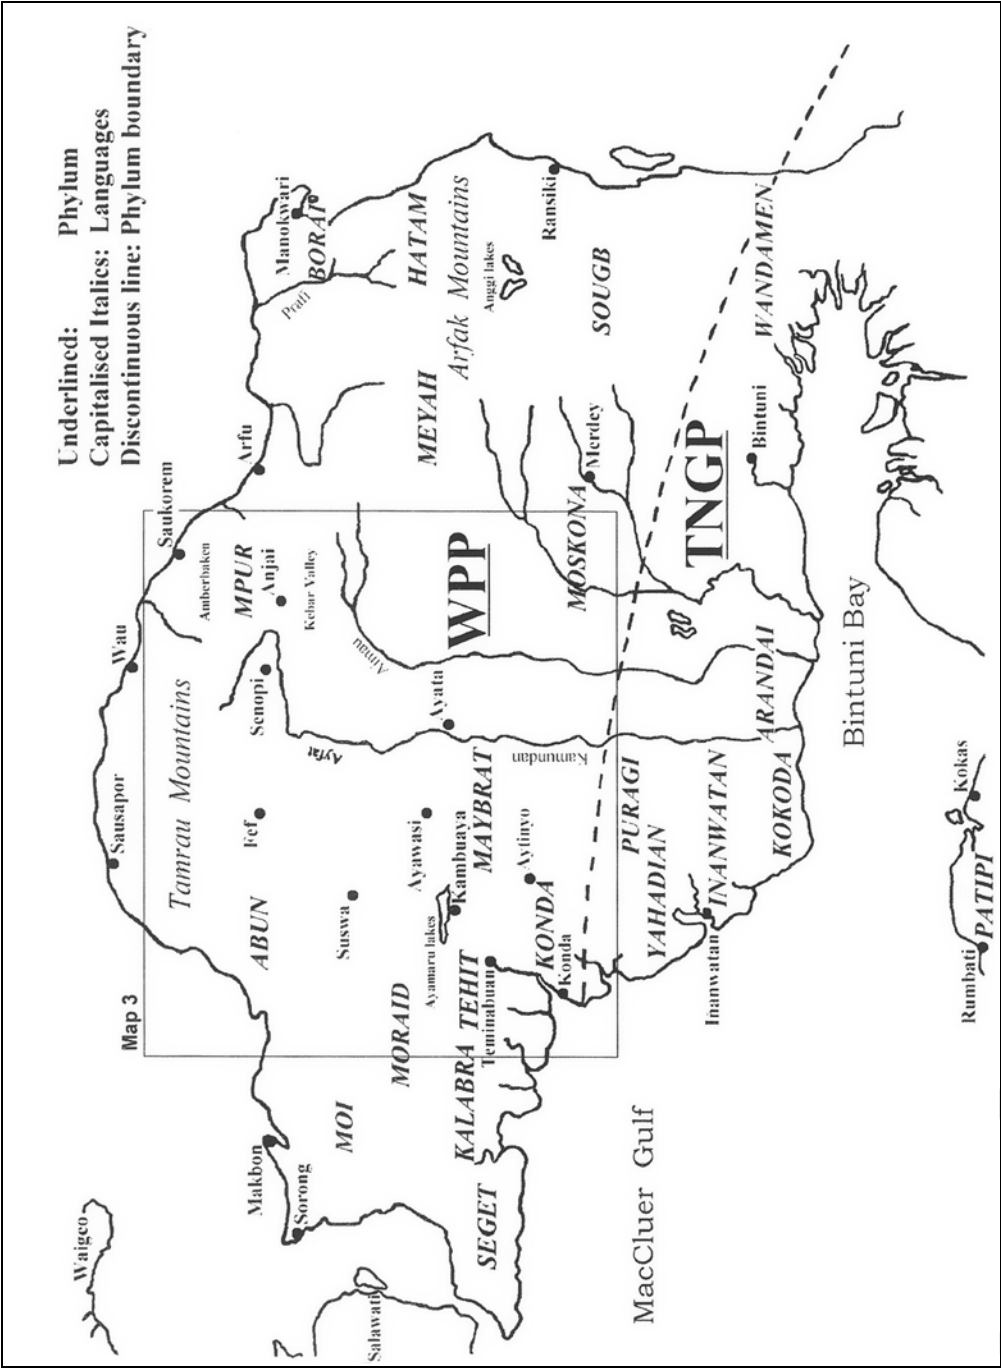 Underlined: Phylum
Capitalised Italics: Languages
Discontinuous line: Phylum boundary
Map 3
Waigeo
Salawati
Makbon
Sorong
Sausapor
Wau
Saukorem
Arfu
Manokwari
BORAI
Prafi
Tamrau Mountains
Amberbaken
MPUR
Anjai
Kebar Valley
Senopi
Fef
ABUN
Suswa
MOI
MORAID
MEYAH
HATAM
Arfak Mountains
Anggi lakes
Ransiki
SOUGB
WPP
Aimau
Ayata
Ayfat
Kamundan
Ayawasi
Ayamaru lakes
Kambuaya
MAYBRAT
Aytinyo
KALABRA
TEHIT
Teminabuan
SEGET
KONDA
Konda
MOSKONA
Merdey
TNGP
Bintuni
WANDAMEN
PURAGI
YAHADIAN
INANWATAN
Inanwatan
KOKODA
ARANDAI
Bintuni Bay
MacCluer Gulf
Kokas
Rumbati
PATIPI